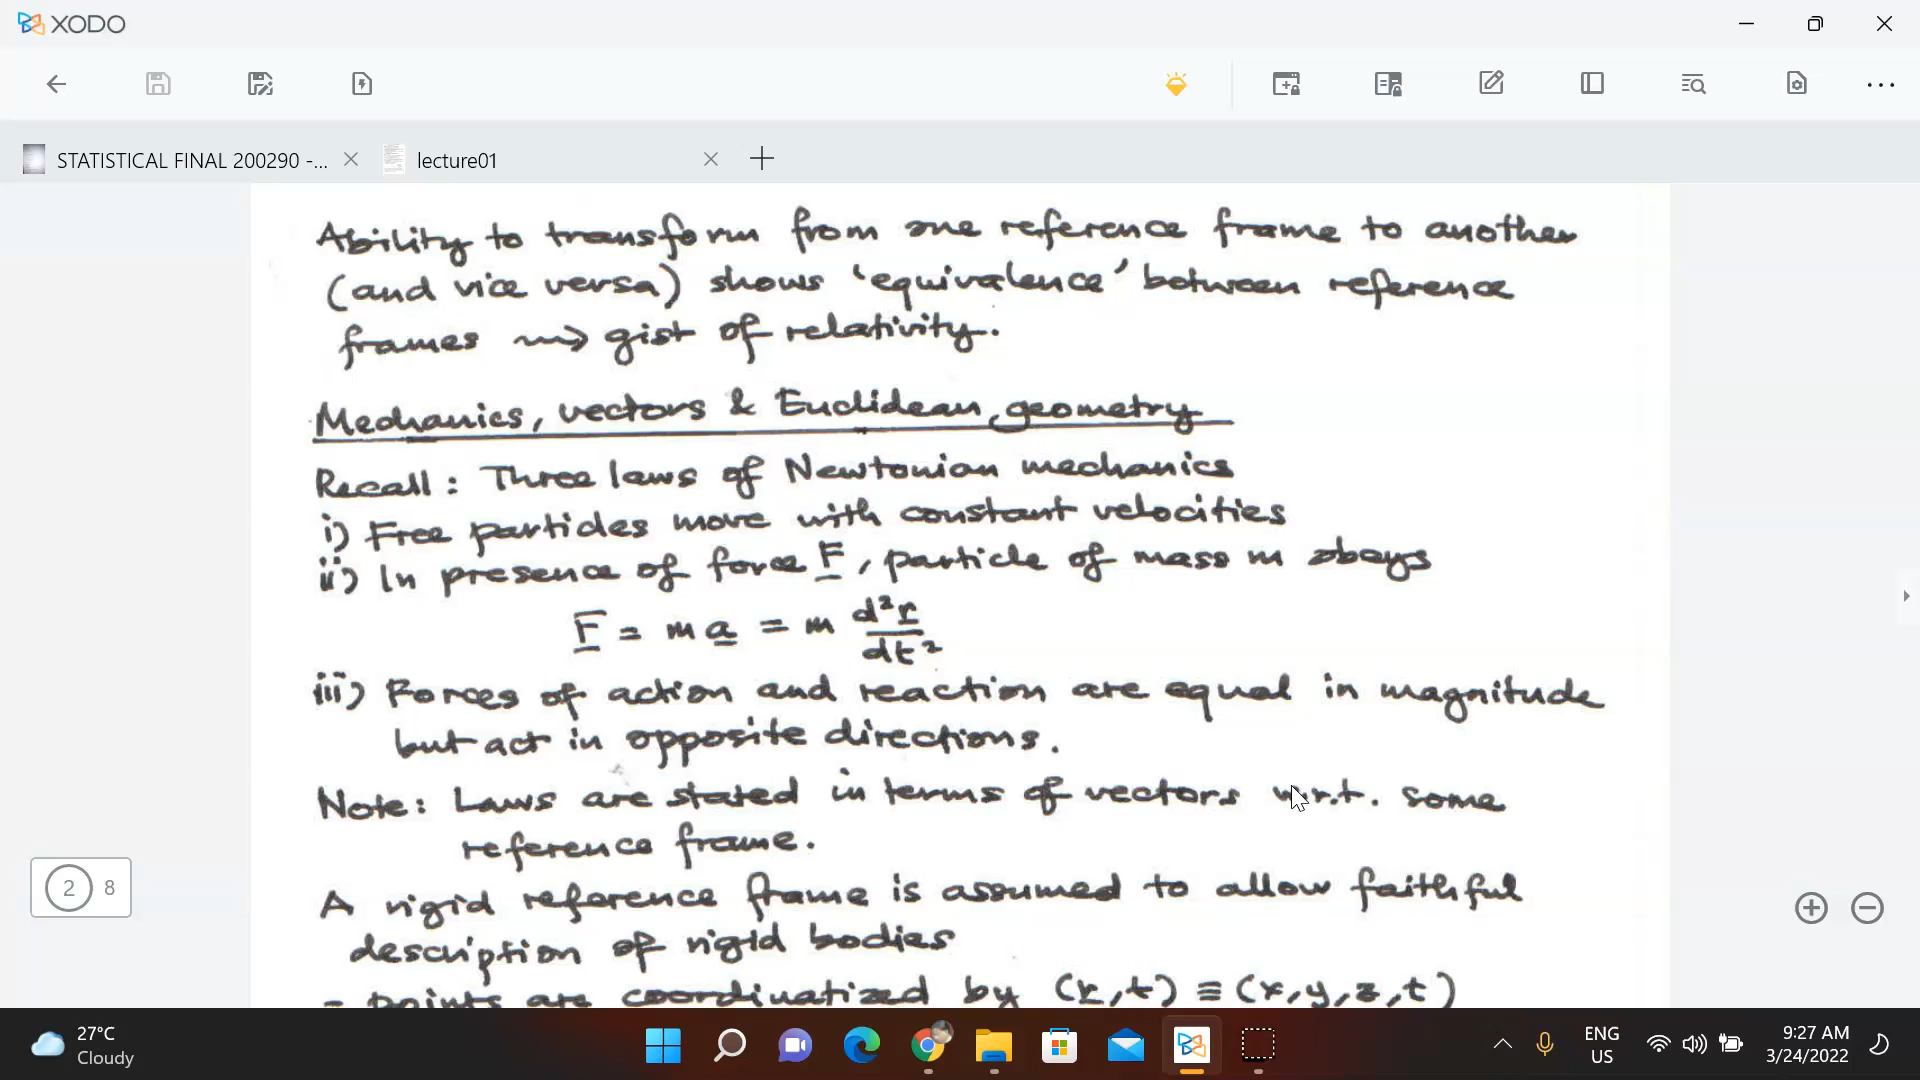 XODO
STATISTICAL FINAL 200290 -...
lecture01
Ability to transform from one reference frame to another
(and vice versa) shows 'equivalence' between reference
frames ⇝ gist of relativity.
Mechanics, vectors & Euclidean geometry
Recall: Three laws of Newtonian mechanics
i) Free particles move with constant velocities
ii) In presence of force F, particle of mass m obeys
F = m a = m d²r/dt²
iii) Forces of action and reaction are equal in magnitude
but act in opposite directions.
Note: Laws are stated in terms of vectors w.r.t. some
reference frame.
A rigid reference frame is assumed to allow faithful
description of rigid bodies
- points are coordinatized by (r,t) ≡ (x,y,z,t)
2 8
27°C
Cloudy
ENG
US
9:27 AM
3/24/2022